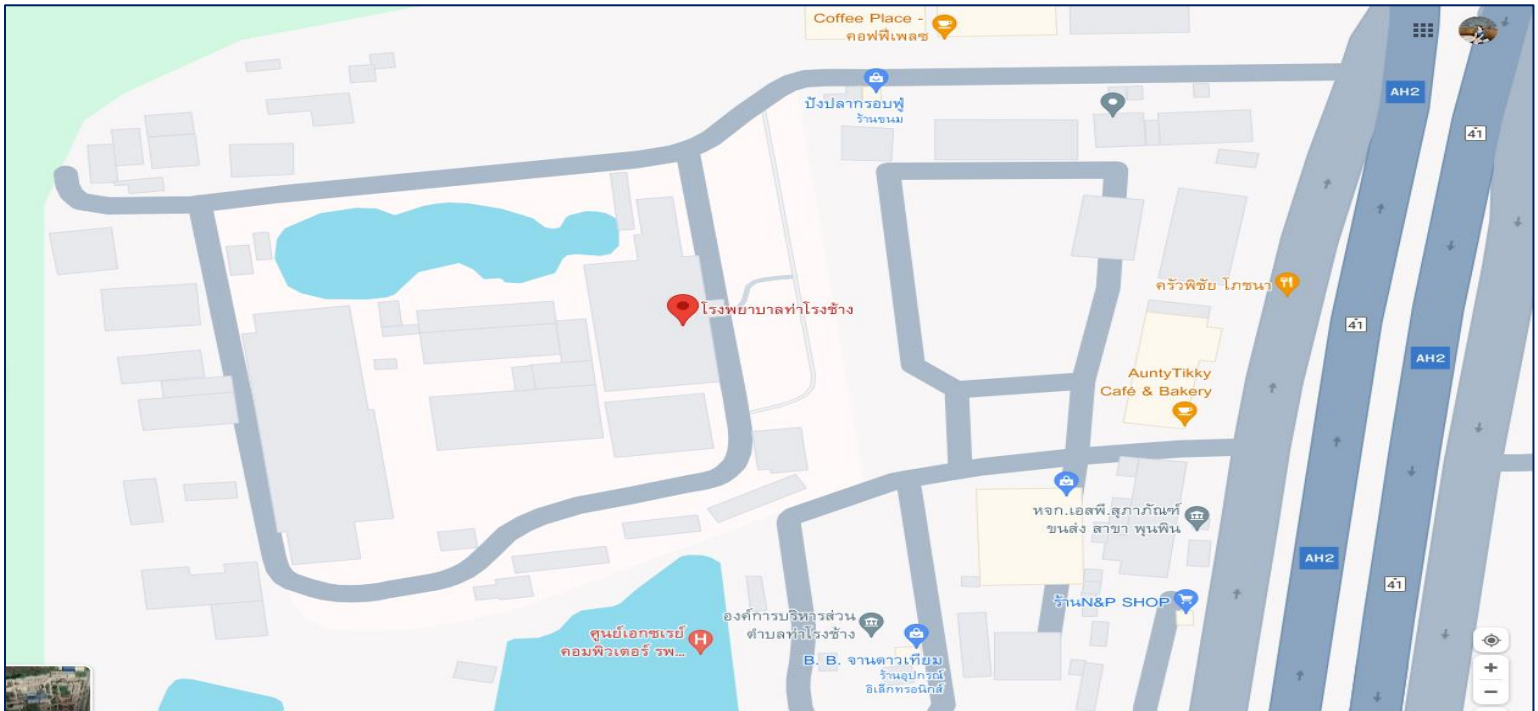 Coffee Place -
คอฟฟี่เพลซ
AH2
ปังปลากรอบฟู
ร้านขนม
41
ครัวพิชัย โภชนา
โรงพยาบาลท่าโรงช้าง
41
AH2
AuntyTikky
Café & Bakery
หจก.เอสพี.สุภาภัณฑ์
ขนส่ง สาขา พุนพิน
AH2
41
ร้านN&P SHOP
องค์การบริหารส่วน
ตำบลท่าโรงช้าง
ศูนย์เอกซเรย์
คอมพิวเตอร์ รพ...
H
B. B. จานดาวเทียม
ร้านอุปกรณ์
อิเล็กทรอนิกส์
+
−